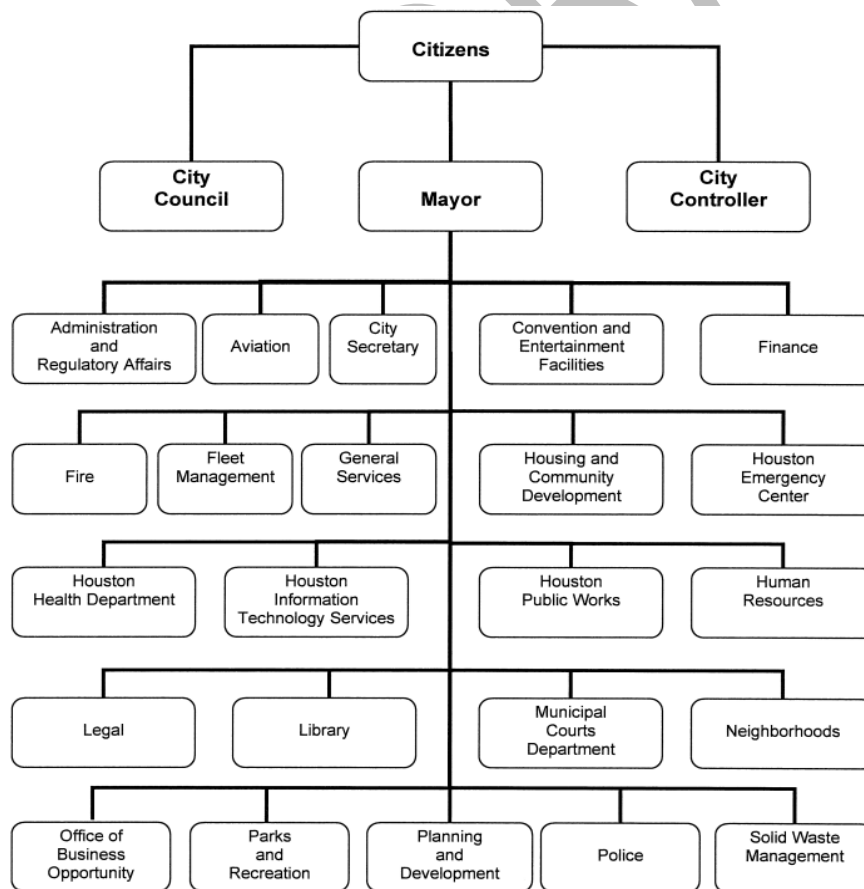 Citizens
City
Council
Mayor
City
Controller
Administration
and
Regulatory Affairs
Aviation
City
Secretary
Convention and
Entertainment
Facilities
Finance
Fire
Fleet
Management
General
Services
Housing and
Community
Development
Houston
Emergency
Center
Houston
Health Department
Houston
Information
Technology Services
Houston
Public Works
Human
Resources
Legal
Library
Municipal
Courts
Department
Neighborhoods
Office of
Business
Opportunity
Parks
and
Recreation
Planning
and
Development
Police
Solid Waste
Management